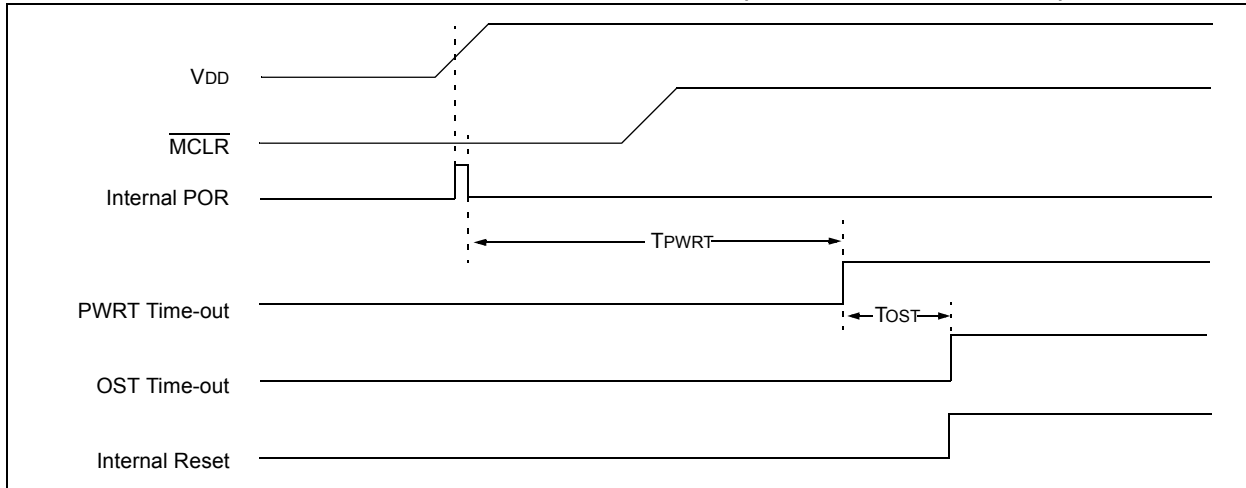 VDD
MCLR
Internal POR
TPWRT
PWRT Time-out
TOST
OST Time-out
Internal Reset